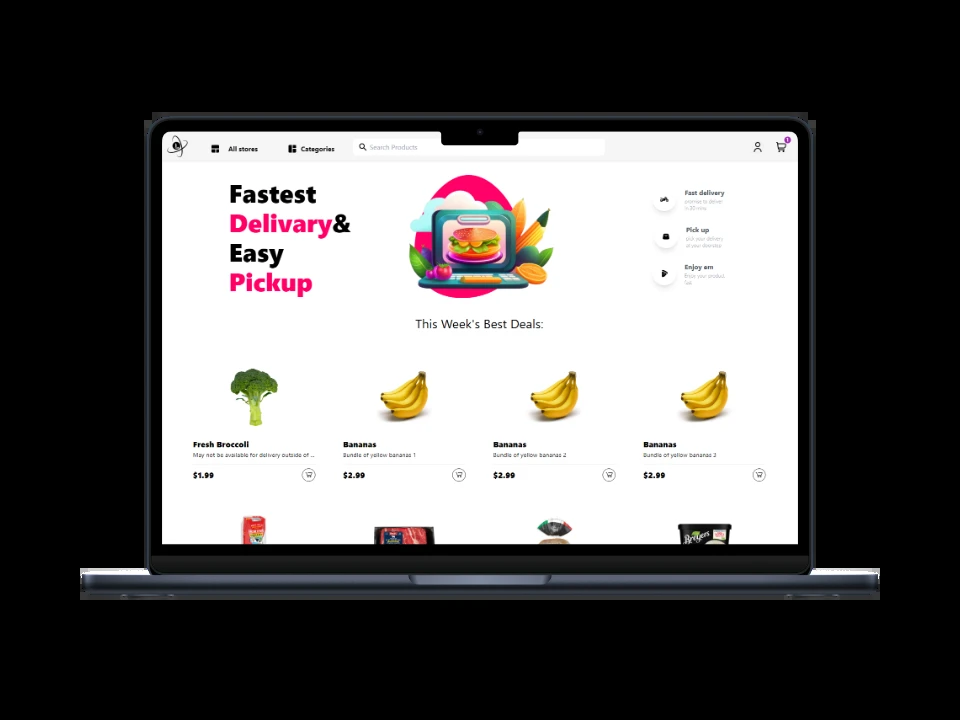 All stores
Categories
Search Products
1
Fastest
Delivary&
Easy
Pickup
Fast delivery
promise to deliver
in 30 mins
Pick up
your delivery
at your doorstep
Enjoy em
your product
This Week's Best Deals:
Fresh Broccoli
May not be available for delivery outside of ...
$1.99
Bananas
Bundle of yellow bananas 1
$2.99
Bananas
Bundle of yellow bananas 2
$2.99
Bananas
Bundle of yellow bananas 3
$2.99
Breyers